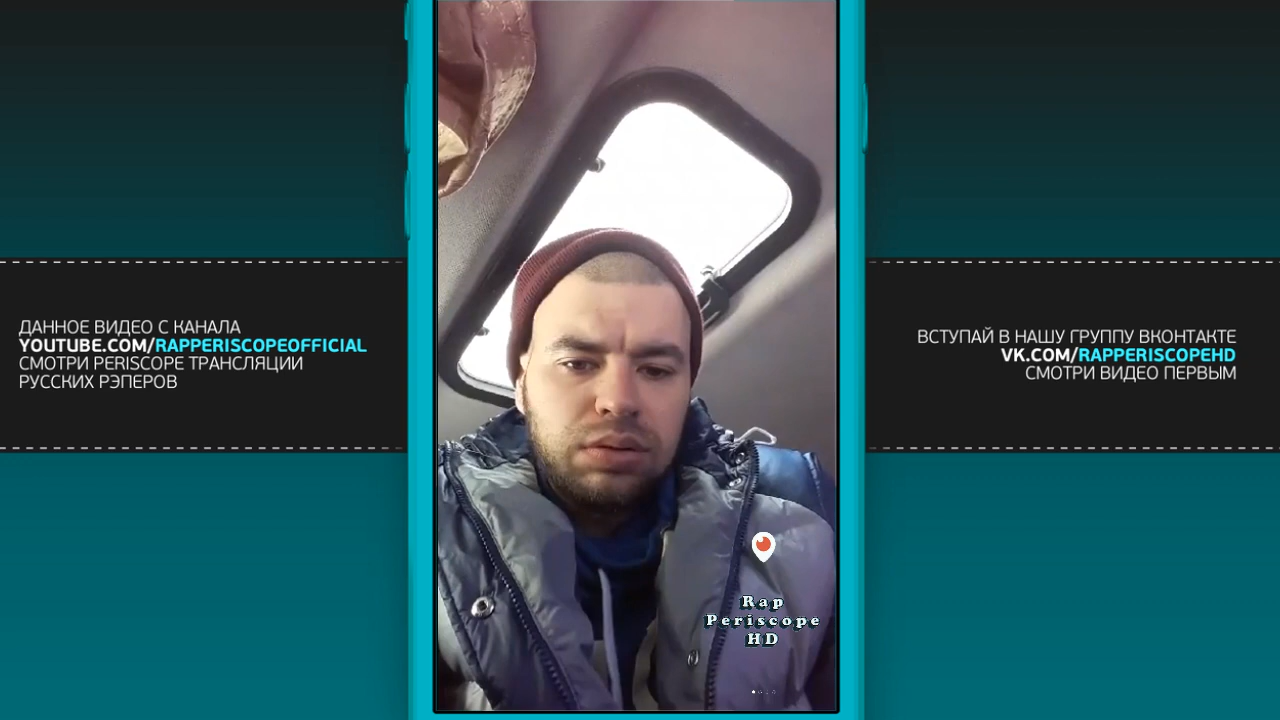 ДАННОЕ ВИДЕО С КАНАЛА
YOUTUBE.COM/RAPPERISCOPEOFFICIAL
СМОТРИ PERISCOPE ТРАНСЛЯЦИИ
РУССКИХ РЭПЕРОВ
ВСТУПАЙ В НАШУ ГРУППУ ВКОНТАКТЕ
VK.COM/RAPPERISCOPEHD
СМОТРИ ВИДЕО ПЕРВЫМ
Rap
Periscope
HD